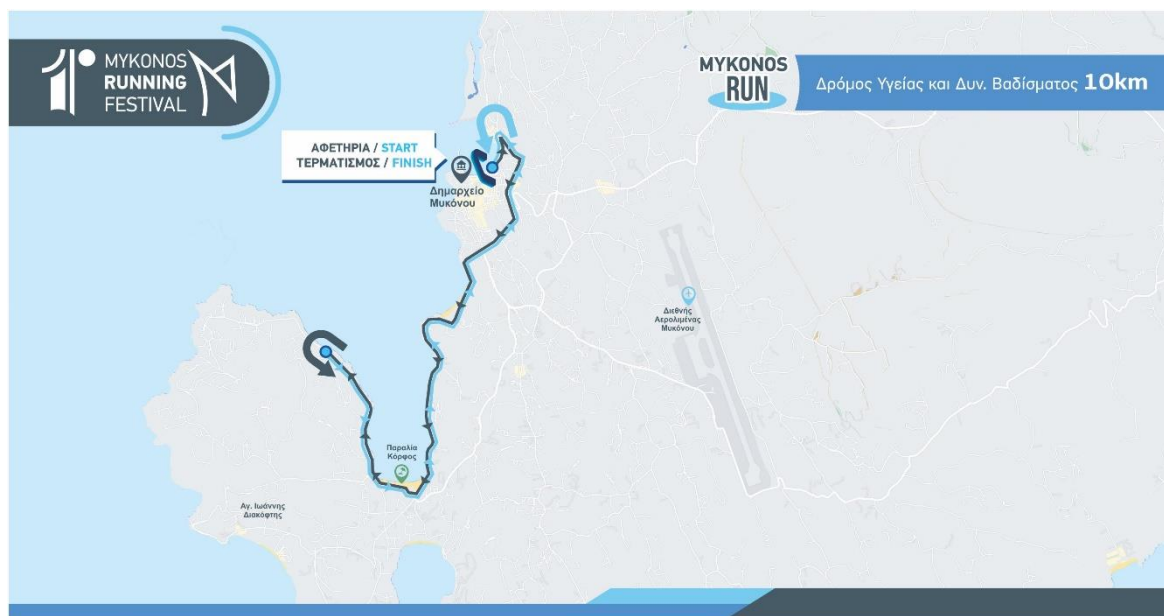 1° MYKONOS
RUNNING
FESTIVAL
MYKONOS
RUN
Δρόμος Υγείας και Δυν. Βαδίσματος 10km
ΑΦΕΤΗΡΙΑ / START
ΤΕΡΜΑΤΙΣΜΟΣ / FINISH
Δημαρχείο
Μυκόνου
Διεθνής
Αερολιμένας
Μυκόνου
Παραλία
Κόρφος
Αγ. Ιωάννης
Διακόφτης